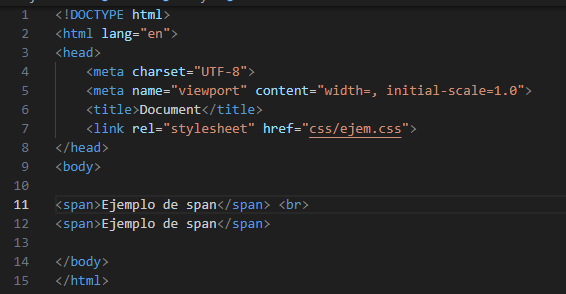 1 <!DOCTYPE html>
2 <html lang="en">
3 <head>
4     <meta charset="UTF-8">
5     <meta name="viewport" content="width=, initial-scale=1.0">
6     <title>Document</title>
7     <link rel="stylesheet" href="css/ejem.css">
8 </head>
9 <body>
10
11 <span>Ejemplo de span</span> <br>
12 <span>Ejemplo de span</span>
13
14 </body>
15 </html>